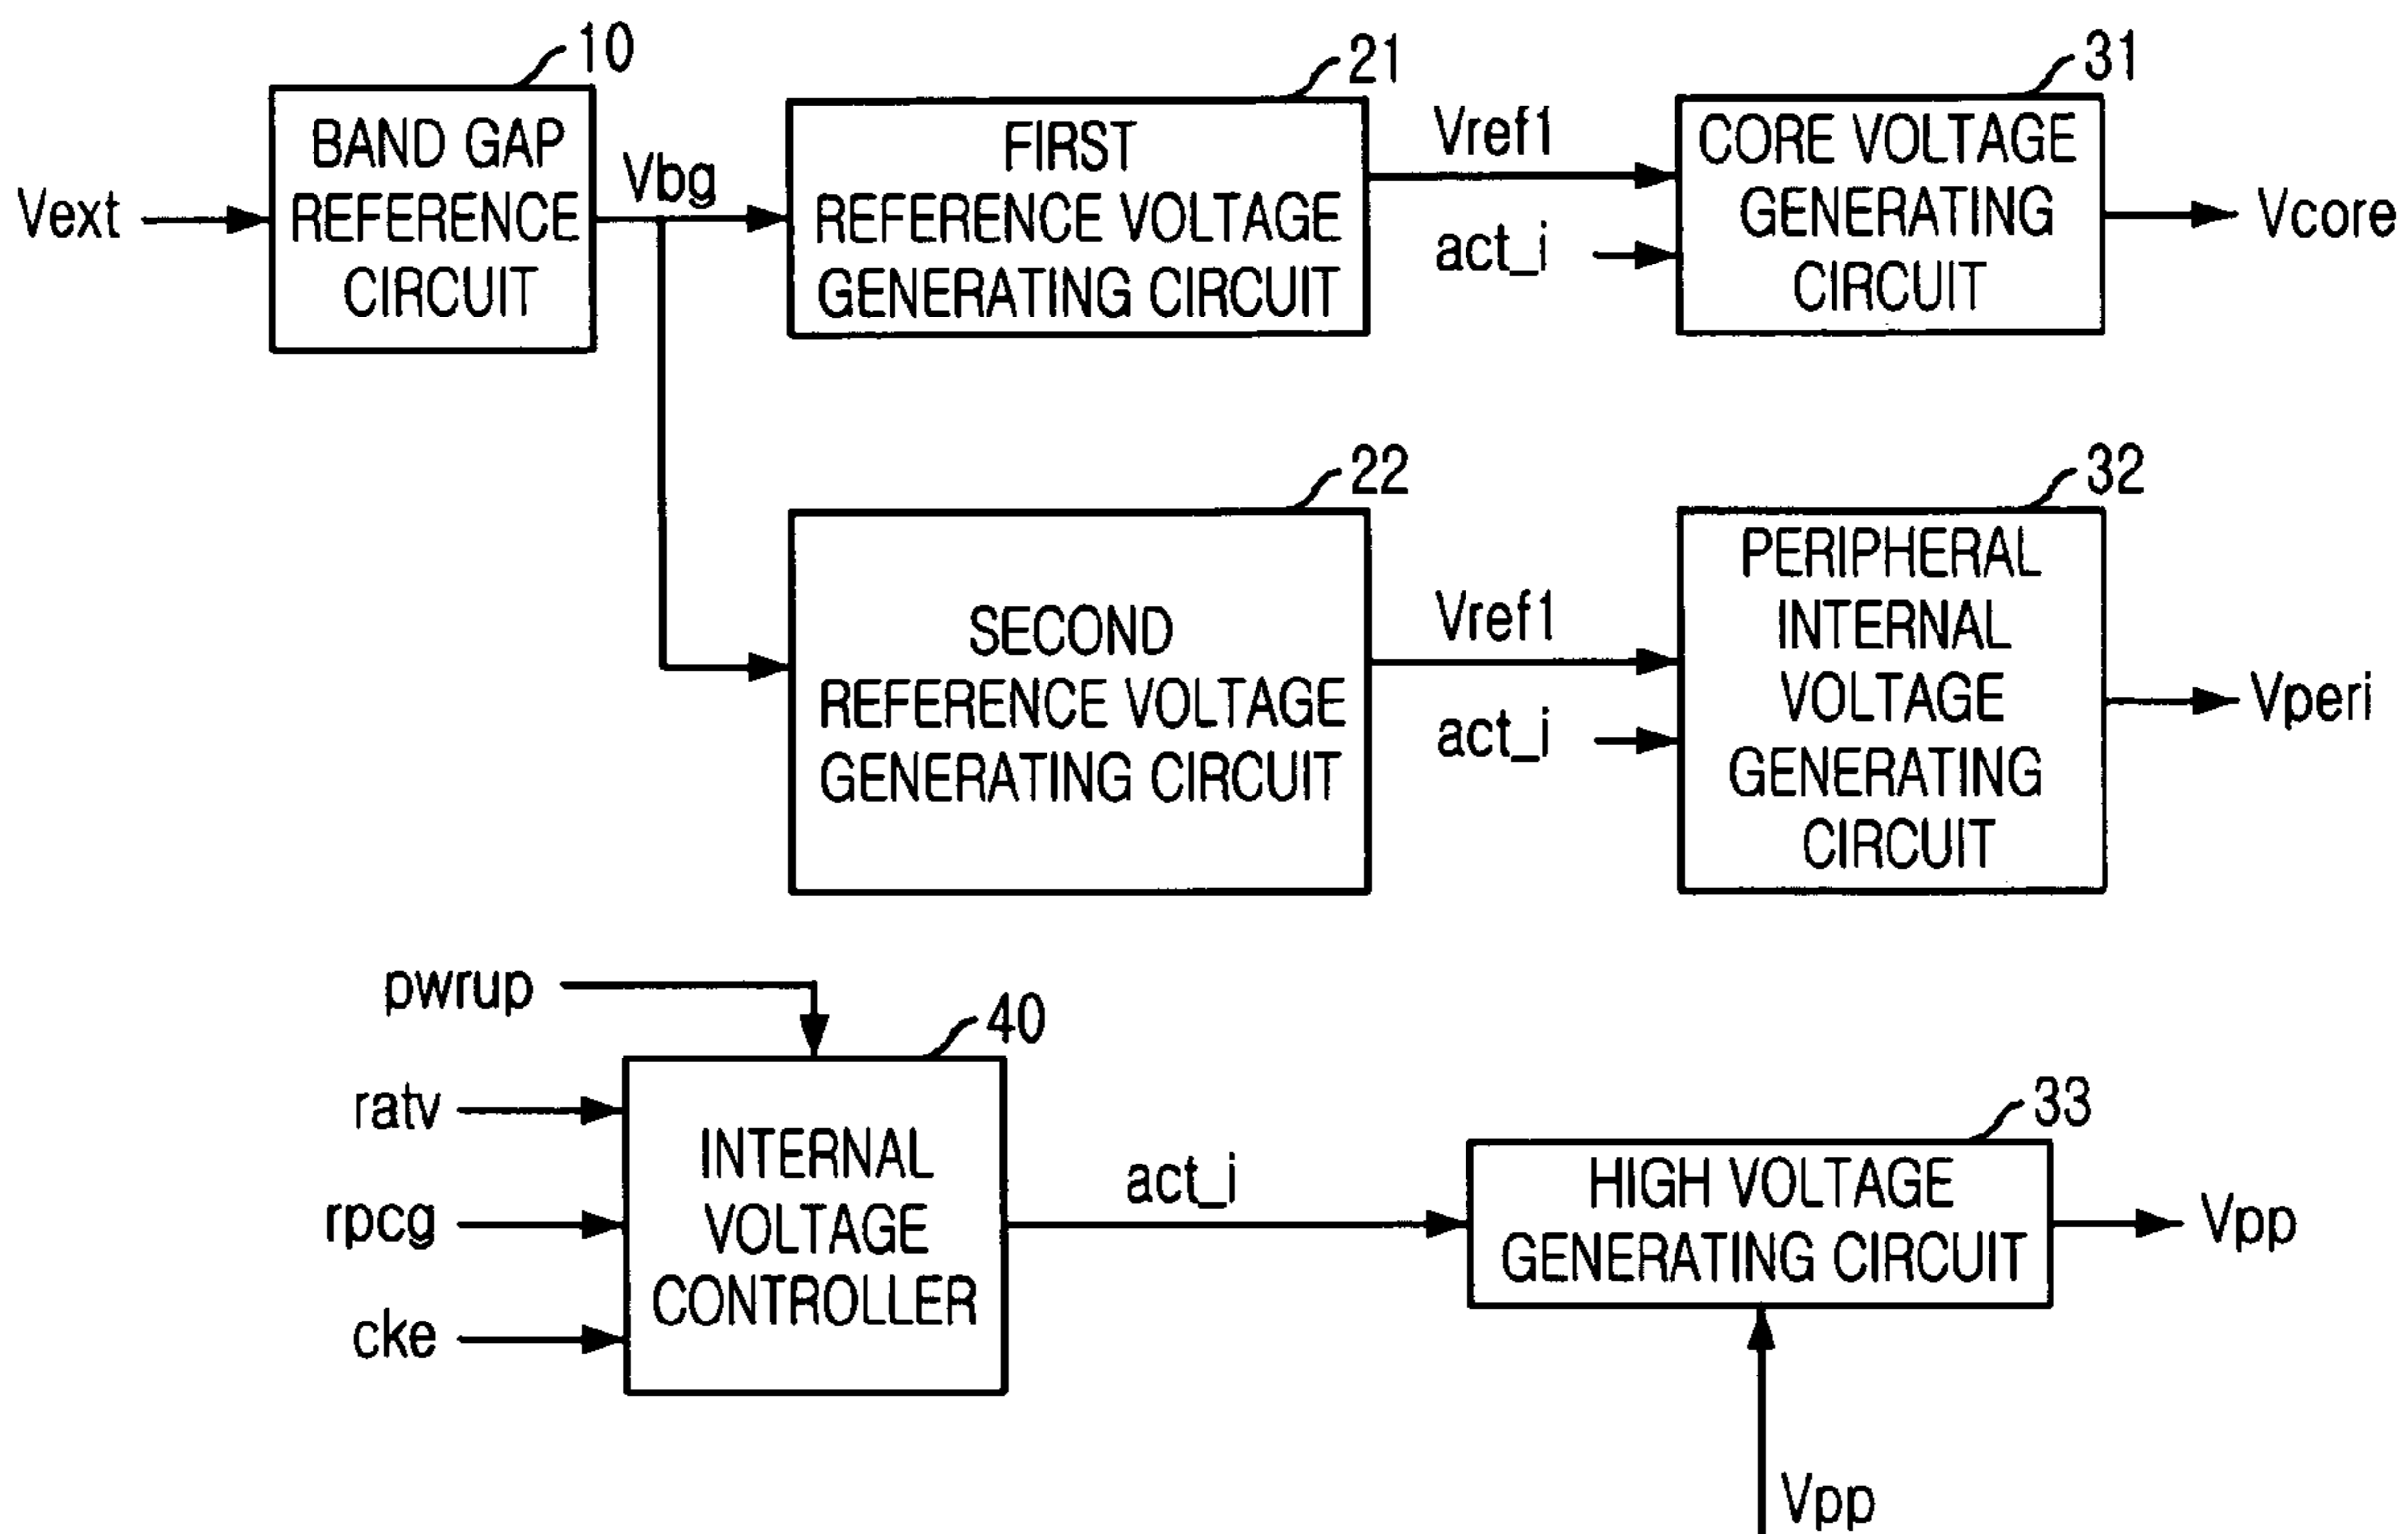 10
BAND GAP
REFERENCE
CIRCUIT
Vext
Vbg
21
FIRST
REFERENCE VOLTAGE
GENERATING CIRCUIT
Vref1
act_i
31
CORE VOLTAGE
GENERATING
CIRCUIT
Vcore
22
SECOND
REFERENCE VOLTAGE
GENERATING CIRCUIT
Vref1
act_i
32
PERIPHERAL
INTERNAL
VOLTAGE
GENERATING
CIRCUIT
Vperi
pwrup
40
ratv
rpcg
cke
INTERNAL
VOLTAGE
CONTROLLER
act_i
33
HIGH VOLTAGE
GENERATING CIRCUIT
Vpp
Vpp